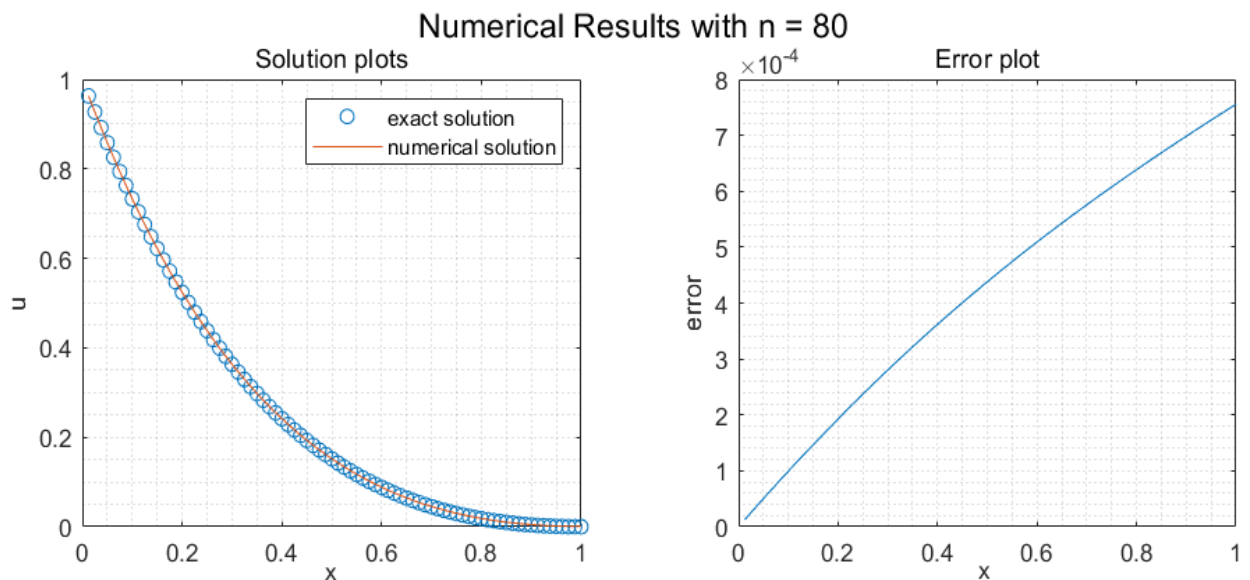 Numerical Results with n = 80
Solution plots
1
0.8
0.6
0.4
0.2
0
u
exact solution
numerical solution
0 0.2 0.4 0.6 0.8 1
x
Error plot
×10⁻⁴
8
7
6
5
4
3
2
1
0
error
0 0.2 0.4 0.6 0.8 1
x